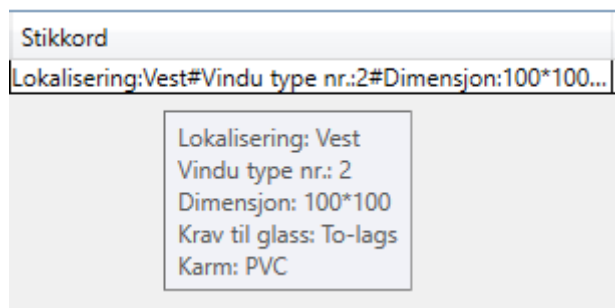 Stikkord
Lokalisering:Vest#Vindu type nr.:2#Dimensjon:100*100...
Lokalisering: Vest
Vindu type nr.: 2
Dimensjon: 100*100
Krav til glass: To-lags
Karm: PVC